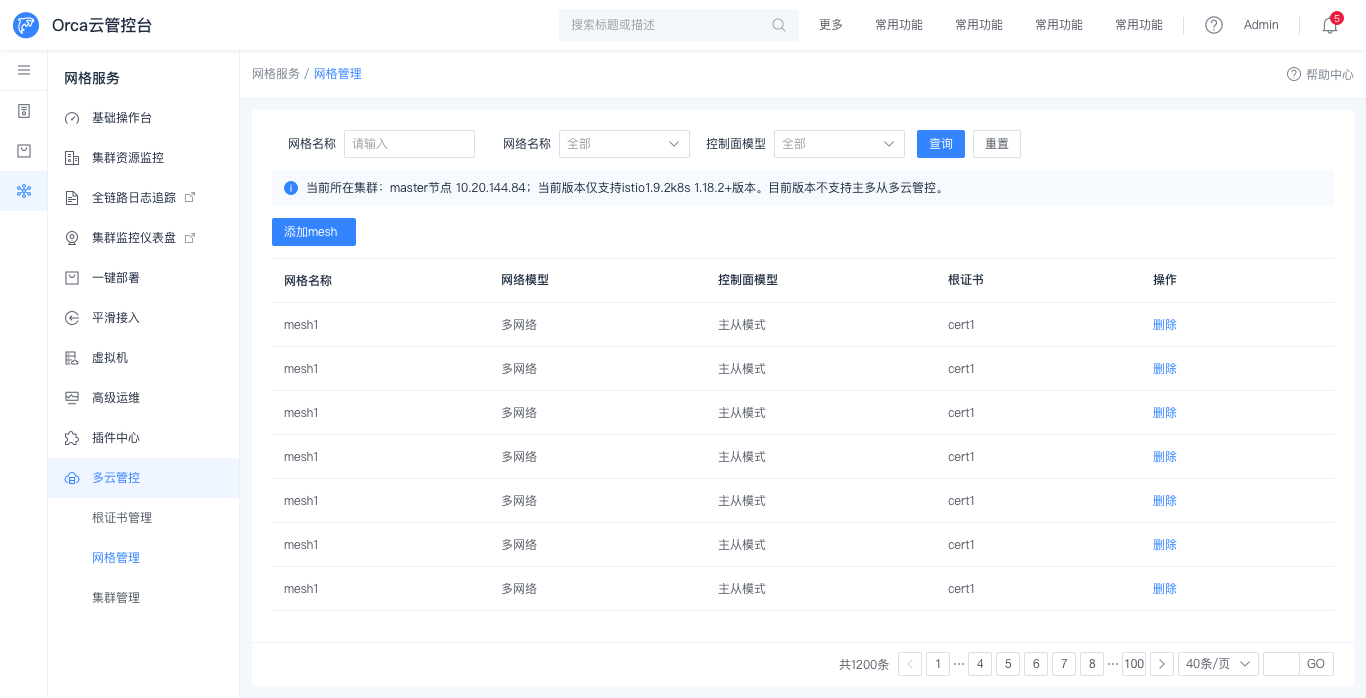 Orca云管控台
搜索标题或描述
更多 常用功能 常用功能 常用功能 常用功能 Admin 5
网格服务
基础操作台
集群资源监控
全链路日志追踪
集群监控仪表盘
一键部署
平滑接入
虚拟机
高级运维
插件中心
多云管控
根证书管理
网格管理
集群管理
网格服务 / 网格管理
帮助中心
网格名称 请输入 网络名称 全部 控制面模型 全部 查询 重置
当前所在集群：master节点 10.20.144.84；当前版本仅支持istio1.9.2k8s 1.18.2+版本。目前版本不支持主多从多云管控。
添加mesh
网格名称 网络模型 控制面模型 根证书 操作
mesh1 多网络 主从模式 cert1 删除
mesh1 多网络 主从模式 cert1 删除
mesh1 多网络 主从模式 cert1 删除
mesh1 多网络 主从模式 cert1 删除
mesh1 多网络 主从模式 cert1 删除
mesh1 多网络 主从模式 cert1 删除
mesh1 多网络 主从模式 cert1 删除
共1200条 1 ··· 4 5 6 7 8 ··· 100 40条/页 GO